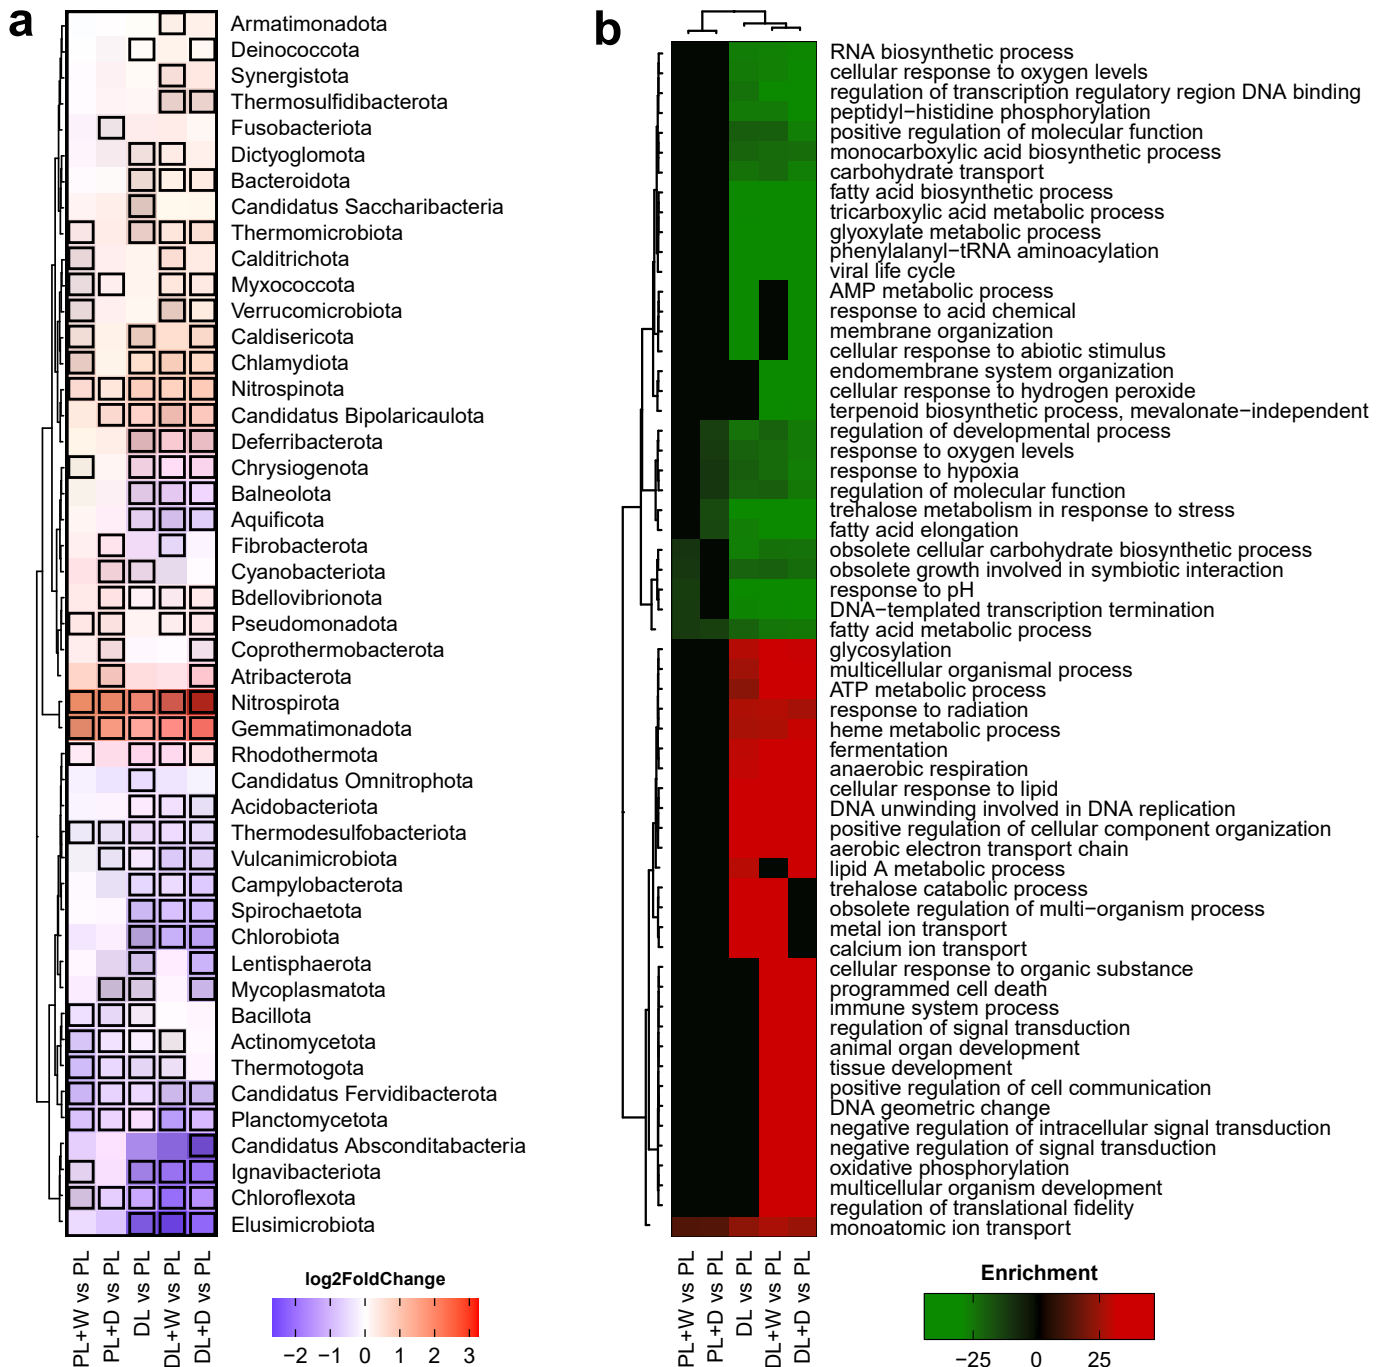 a
Armatimonadota
Deinococcota
Synergistota
Thermosulfidibacterota
Fusobacteriota
Dictyoglomota
Bacteroidota
Candidatus Saccharibacteria
Thermomicrobiota
Calditrichota
Myxococcota
Verrucomicrobiota
Caldisericota
Chlamydiota
Nitrospinota
Candidatus Bipolaricaulota
Deferribacterota
Chrysiogenota
Balneolota
Aquificota
Fibrobacterota
Cyanobacteriota
Bdellovibrionota
Pseudomonadota
Coprothermobacterota
Atribacterota
Nitrospirota
Gemmatimonadota
Rhodothermota
Candidatus Omnitrophota
Acidobacteriota
Thermodesulfobacteriota
Vulcanimicrobiota
Campylobacterota
Spirochaetota
Chlorobiota
Lentisphaerota
Mycoplasmatota
Bacillota
Actinomycetota
Thermotogota
Candidatus Fervidibacterota
Planctomycetota
Candidatus Absconditabacteria
Ignavibacteriota
Chloroflexota
Elusimicrobiota
PL+W vs PL
PL+D vs PL
DL vs PL
DL+W vs PL
DL+D vs PL
log2FoldChange
−2 −1 0 1 2 3
b
RNA biosynthetic process
cellular response to oxygen levels
regulation of transcription regulatory region DNA binding
peptidyl−histidine phosphorylation
positive regulation of molecular function
monocarboxylic acid biosynthetic process
carbohydrate transport
fatty acid biosynthetic process
tricarboxylic acid metabolic process
glyoxylate metabolic process
phenylalanyl−tRNA aminoacylation
viral life cycle
AMP metabolic process
response to acid chemical
membrane organization
cellular response to abiotic stimulus
endomembrane system organization
cellular response to hydrogen peroxide
terpenoid biosynthetic process, mevalonate−independent
regulation of developmental process
response to oxygen levels
response to hypoxia
regulation of molecular function
trehalose metabolism in response to stress
fatty acid elongation
obsolete cellular carbohydrate biosynthetic process
obsolete growth involved in symbiotic interaction
response to pH
DNA−templated transcription termination
fatty acid metabolic process
glycosylation
multicellular organismal process
ATP metabolic process
response to radiation
heme metabolic process
fermentation
anaerobic respiration
cellular response to lipid
DNA unwinding involved in DNA replication
positive regulation of cellular component organization
aerobic electron transport chain
lipid A metabolic process
trehalose catabolic process
obsolete regulation of multi−organism process
metal ion transport
calcium ion transport
cellular response to organic substance
programmed cell death
immune system process
regulation of signal transduction
animal organ development
tissue development
positive regulation of cell communication
DNA geometric change
negative regulation of intracellular signal transduction
negative regulation of signal transduction
oxidative phosphorylation
multicellular organism development
regulation of translational fidelity
monoatomic ion transport
PL+W vs PL
PL+D vs PL
DL vs PL
DL+W vs PL
DL+D vs PL
Enrichment
−25 0 25